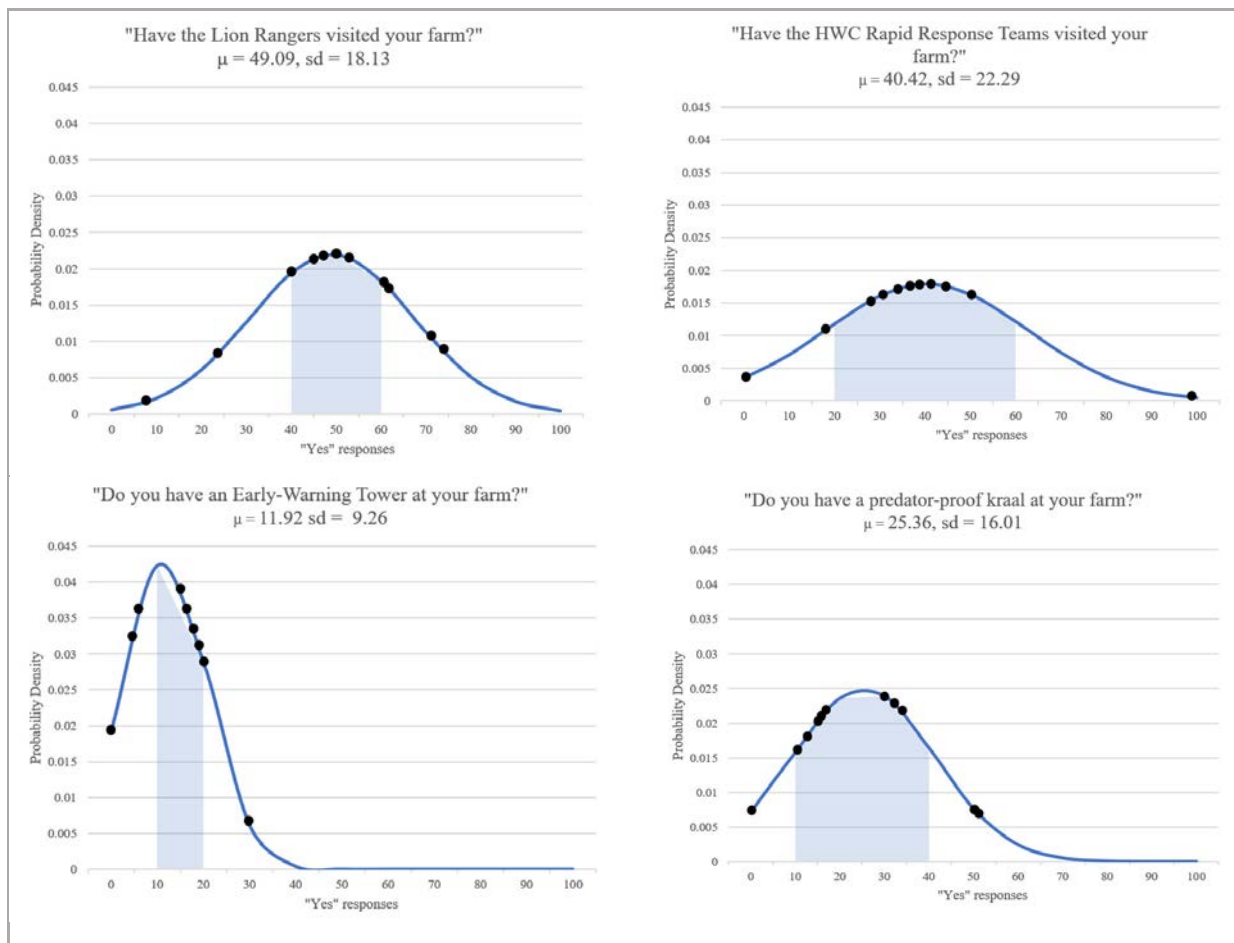 "Have the Lion Rangers visited your farm?"
μ = 49.09, sd = 18.13
0.045
0.04
0.035
0.03
0.025
0.02
0.015
0.01
0.005
0
Probability Density
0 10 20 30 40 50 60 70 80 90 100
"Yes" responses
"Have the HWC Rapid Response Teams visited your
farm?"
μ = 40.42, sd = 22.29
0.045
0.04
0.035
0.03
0.025
0.02
0.015
0.01
0.005
0
Probability Density
0 10 20 30 40 50 60 70 80 90 100
"Yes" responses
"Do you have an Early-Warning Tower at your farm?"
μ = 11.92 sd = 9.26
0.045
0.04
0.035
0.03
0.025
0.02
0.015
0.01
0.005
0
Probability Density
0 10 20 30 40 50 60 70 80 90 100
"Yes" responses
"Do you have a predator-proof kraal at your farm?"
μ = 25.36, sd = 16.01
0.045
0.04
0.035
0.03
0.025
0.02
0.015
0.01
0.005
0
Probability Density
0 10 20 30 40 50 60 70 80 90 100
"Yes" responses